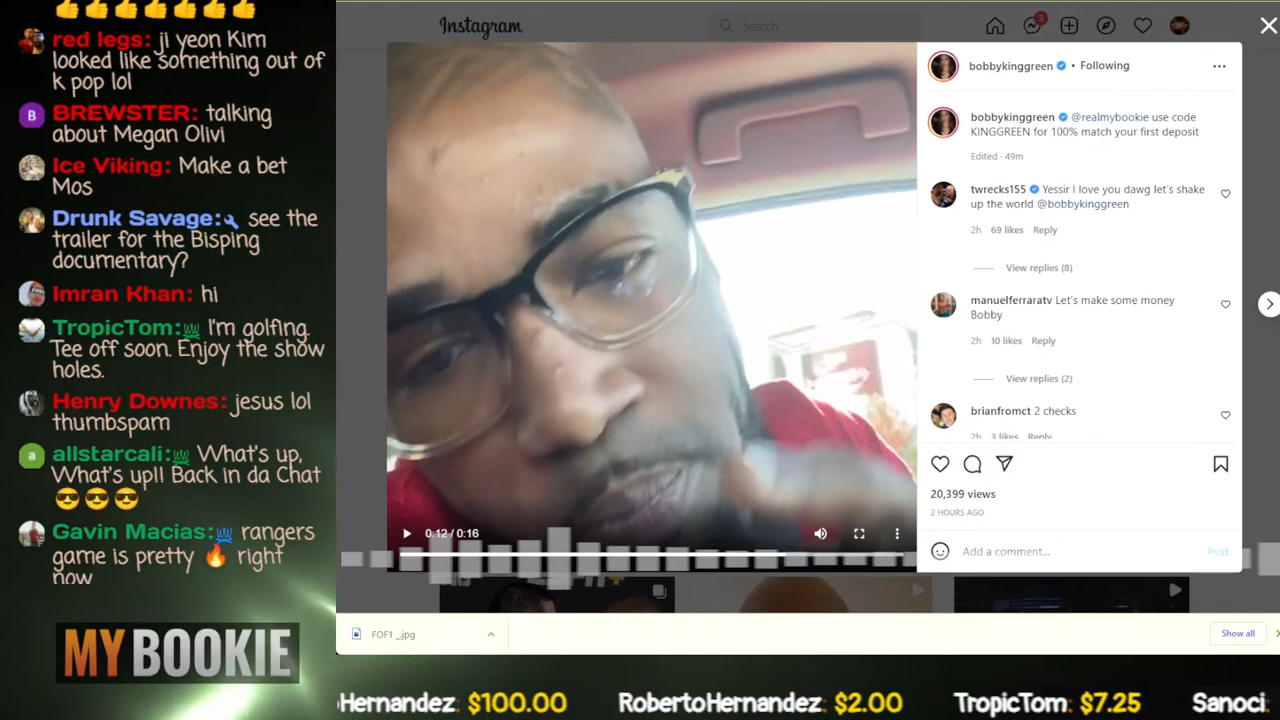 red legs: ji yeon Kim
looked like something out of
k pop lol
B
BREWSTER: talking
about Megan Olivi
Ice Viking: Make a bet
Mos
Drunk Savage: see the
trailer for the Bisping
documentary?
Imran Khan: hi
TropicTom: I'm golfing.
Tee off soon. Enjoy the show
holes.
Henry Downes: jesus lol
thumbspam
a
allstarcali: What's up,
What's up!! Back in da Chat
😎😎😎
Gavin Macias: rangers
game is pretty 🔥 right
now
MYBOOKIE
Instagram
Search
3
0:12 / 0:16
bobbykinggreen • Following
bobbykinggreen @realmybookie use code
KINGGREEN for 100% match your first deposit
Edited · 49m
twrecks155 Yessir I love you dawg let's shake
up the world @bobbykinggreen
2h 69 likes Reply
View replies (8)
manuelferraratv Let's make some money
Bobby
2h 10 likes Reply
View replies (2)
brianfromct 2 checks
2h 3 likes Reply
20,399 views
2 HOURS AGO
Add a comment...
Post
FOF1_.jpg
Show all
Hernandez: $100.00 RobertoHernandez: $2.00 TropicTom: $7.25 Sanoci